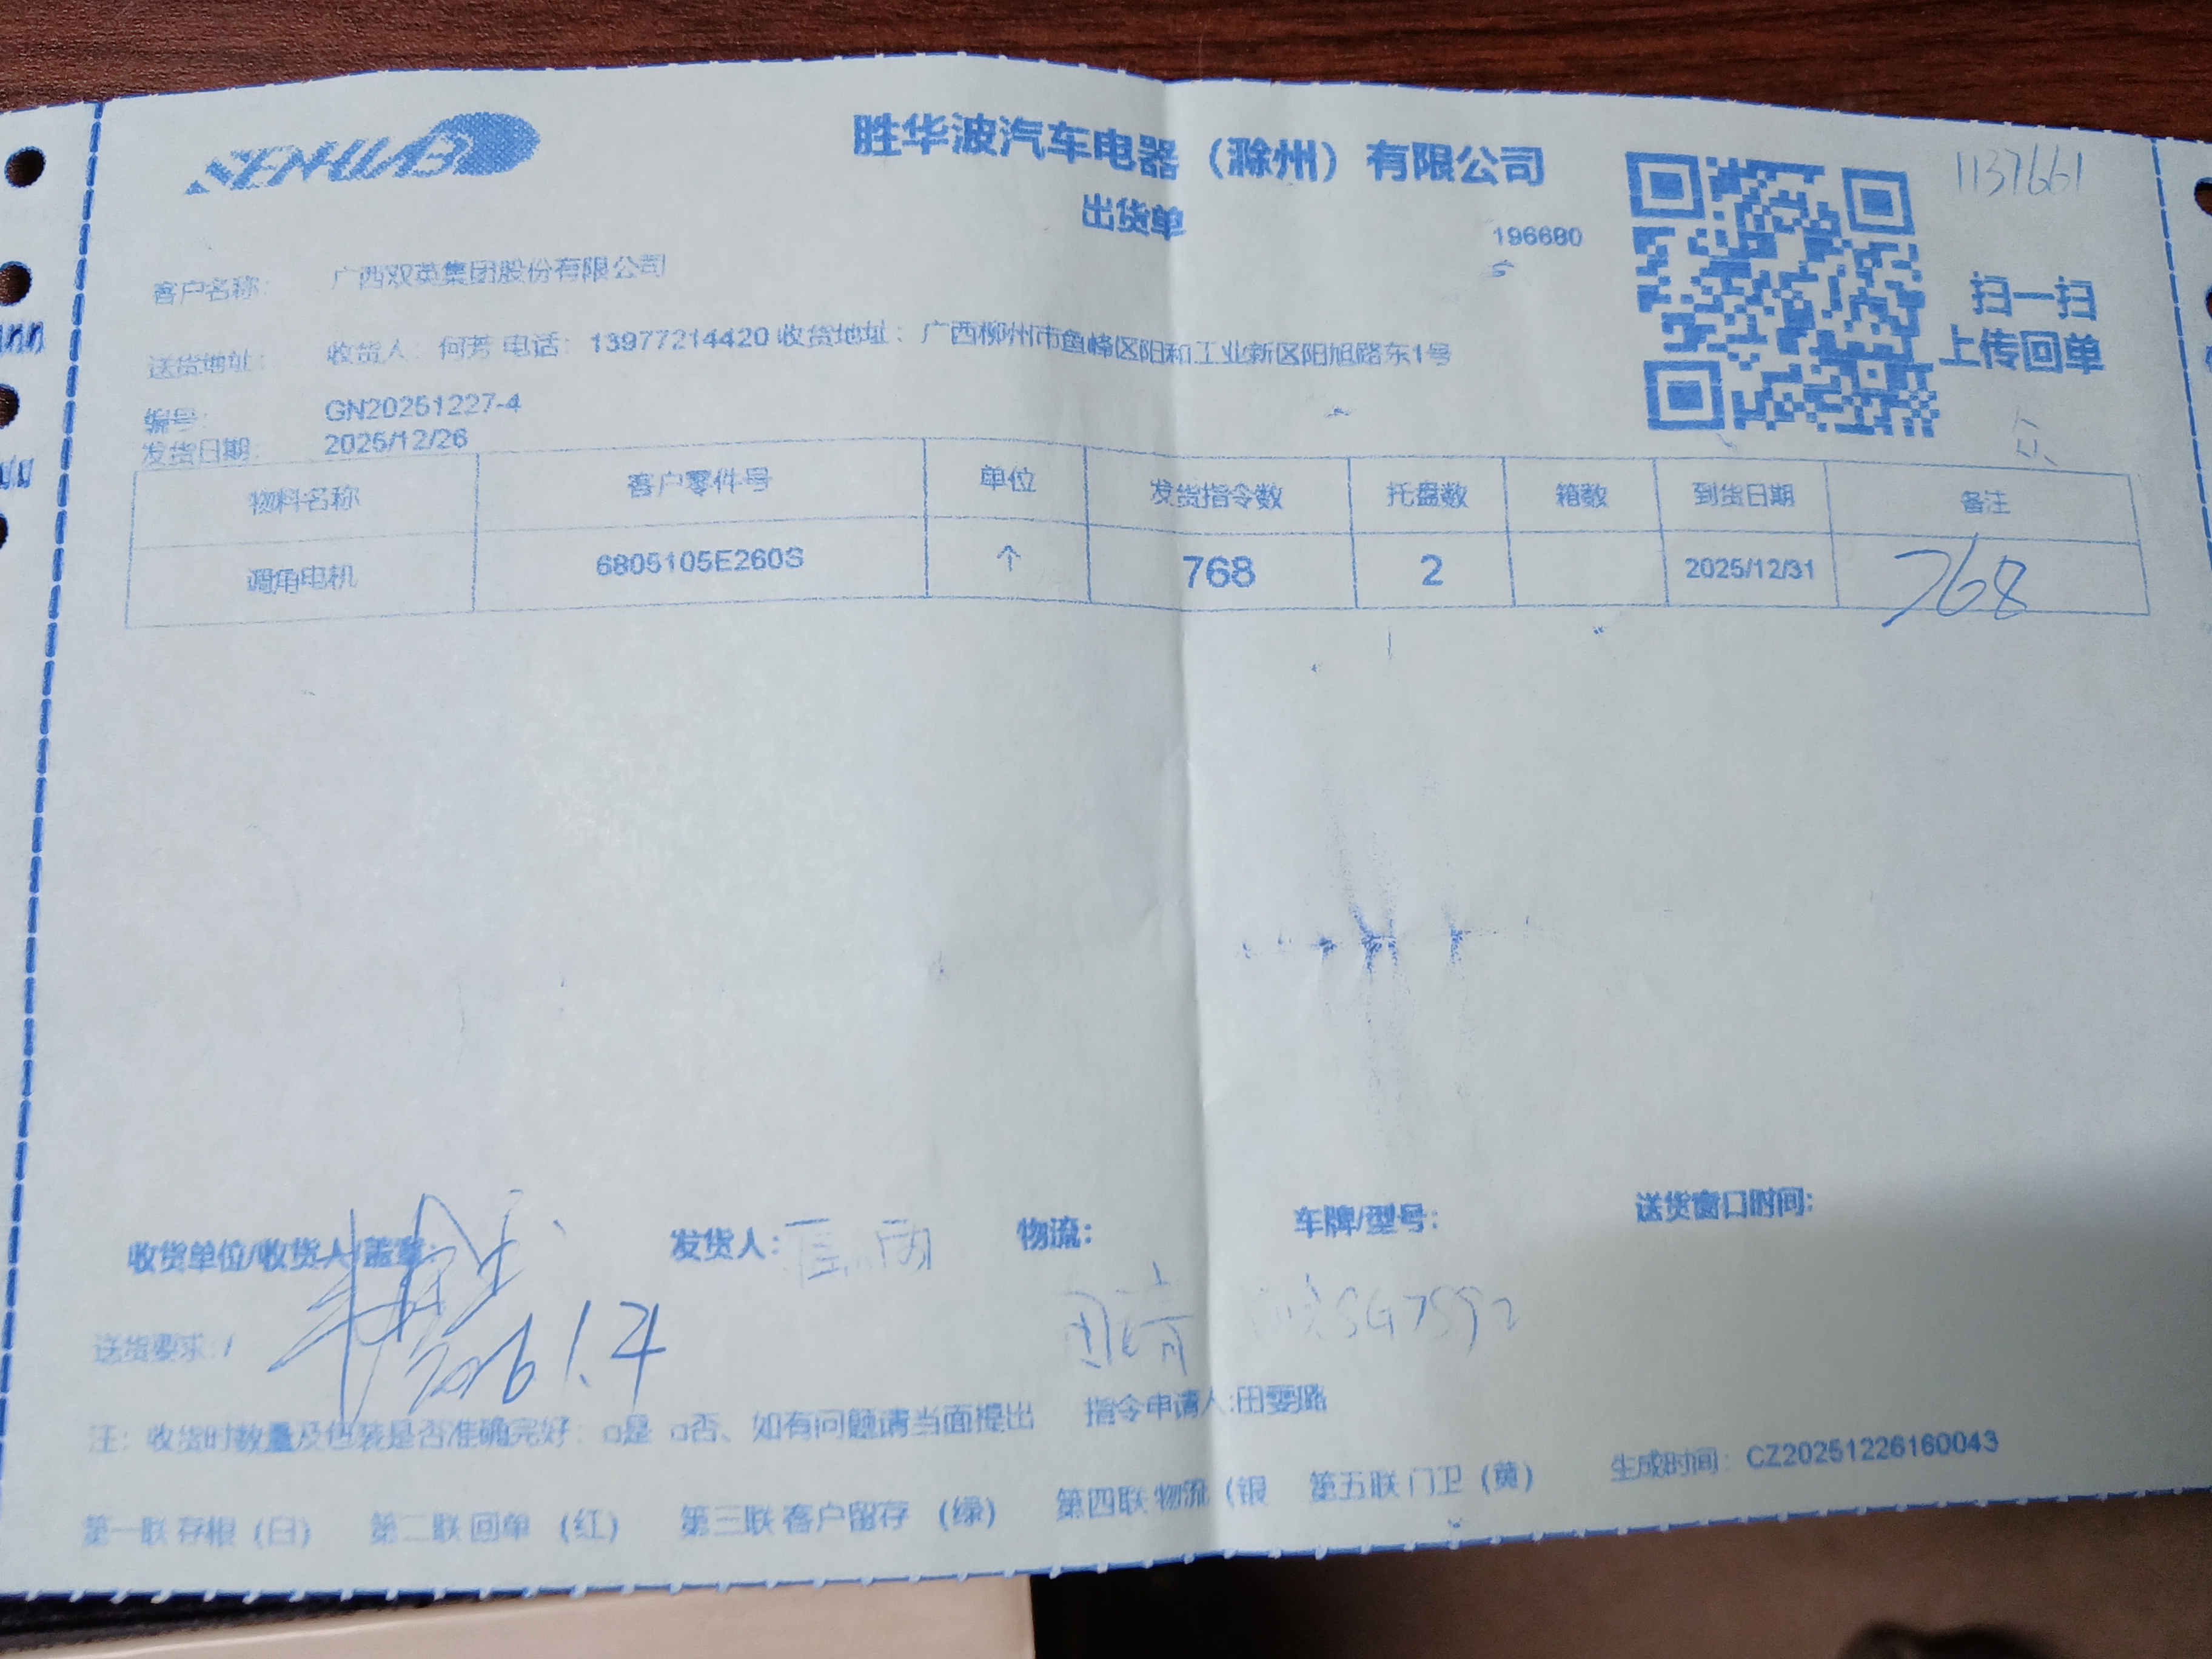 SENHWAB
1137661
胜华波汽车电器（滁州）有限公司
出货单
196680
扫一扫
上传回单
客户名称： 广西双英集团股份有限公司
送货地址： 收货人：何芳 电话：13977214420 收货地址：广西柳州市鱼峰区阳和工业新区阳旭路东1号
编号： GN20251227-4
发货日期： 2025/12/26
物料名称 客户零件号 单位 发货指令数 托盘数 箱数 到货日期 备注
调角电机 6805105E260S 个 768 2 2025/12/31 768
收货单位/收货人/盖章： 发货人： 物流： 车牌/型号： 送货窗口时间:
送货要求: /
2026.1.4
注：收货时数量及包装是否准确完好：□是 □否、如有问题请当面提出 指令申请人:田雯璐
生成时间：CZ20251226160043
第一联 存根（白） 第二联 回单（红） 第三联 客户留存（绿） 第四联 物流（银 第五联 门卫（黄）